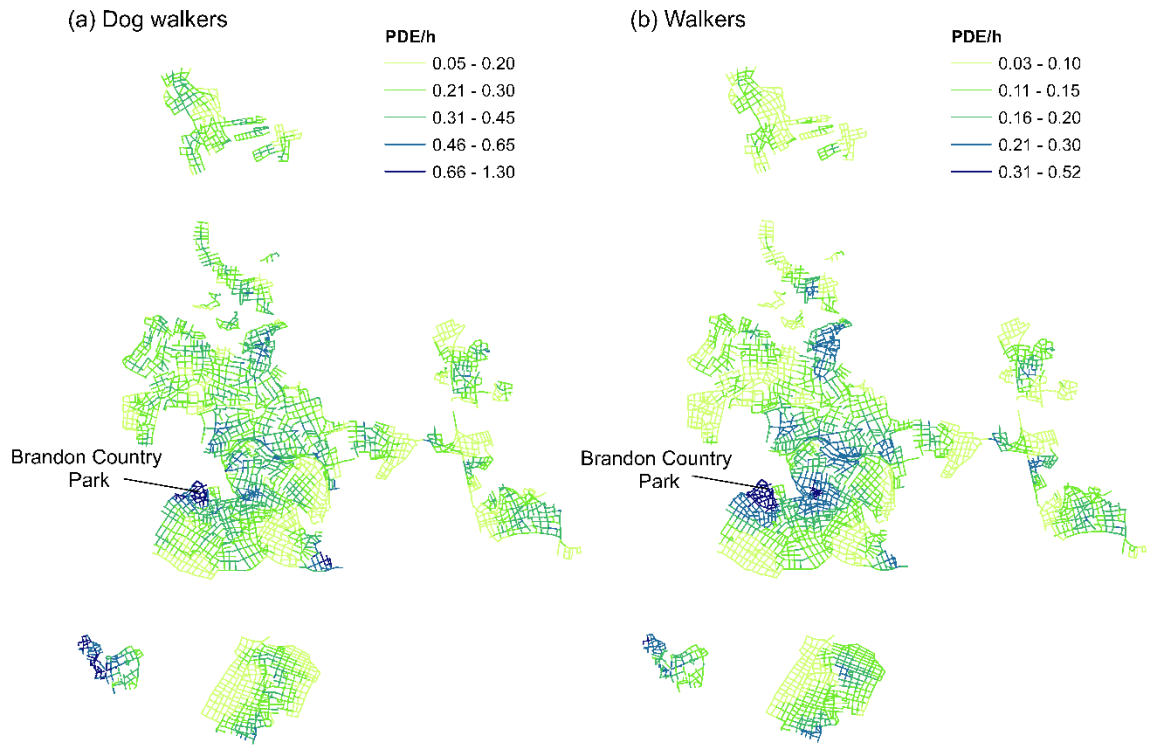 (a) Dog walkers
PDE/h
0.05 - 0.20
0.21 - 0.30
0.31 - 0.45
0.46 - 0.65
0.66 - 1.30
Brandon Country
Park
(b) Walkers
PDE/h
0.03 - 0.10
0.11 - 0.15
0.16 - 0.20
0.21 - 0.30
0.31 - 0.52
Brandon Country
Park